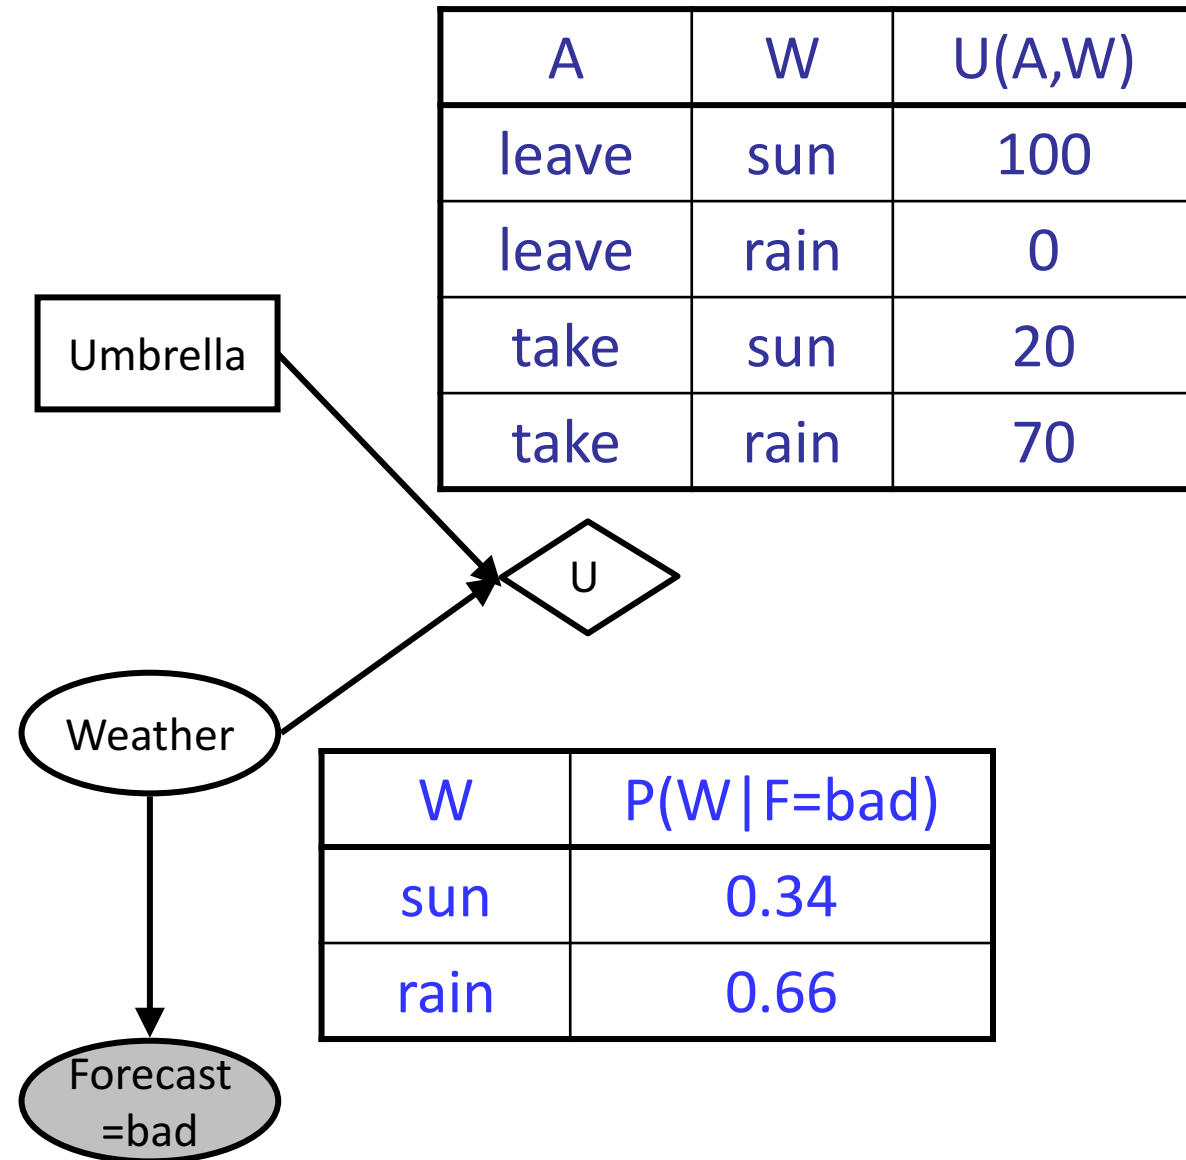 A W U(A,W)
leave sun 100
leave rain 0
take sun 20
take rain 70
Umbrella
U
Weather
W P(W|F=bad)
sun 0.34
rain 0.66
Forecast
=bad